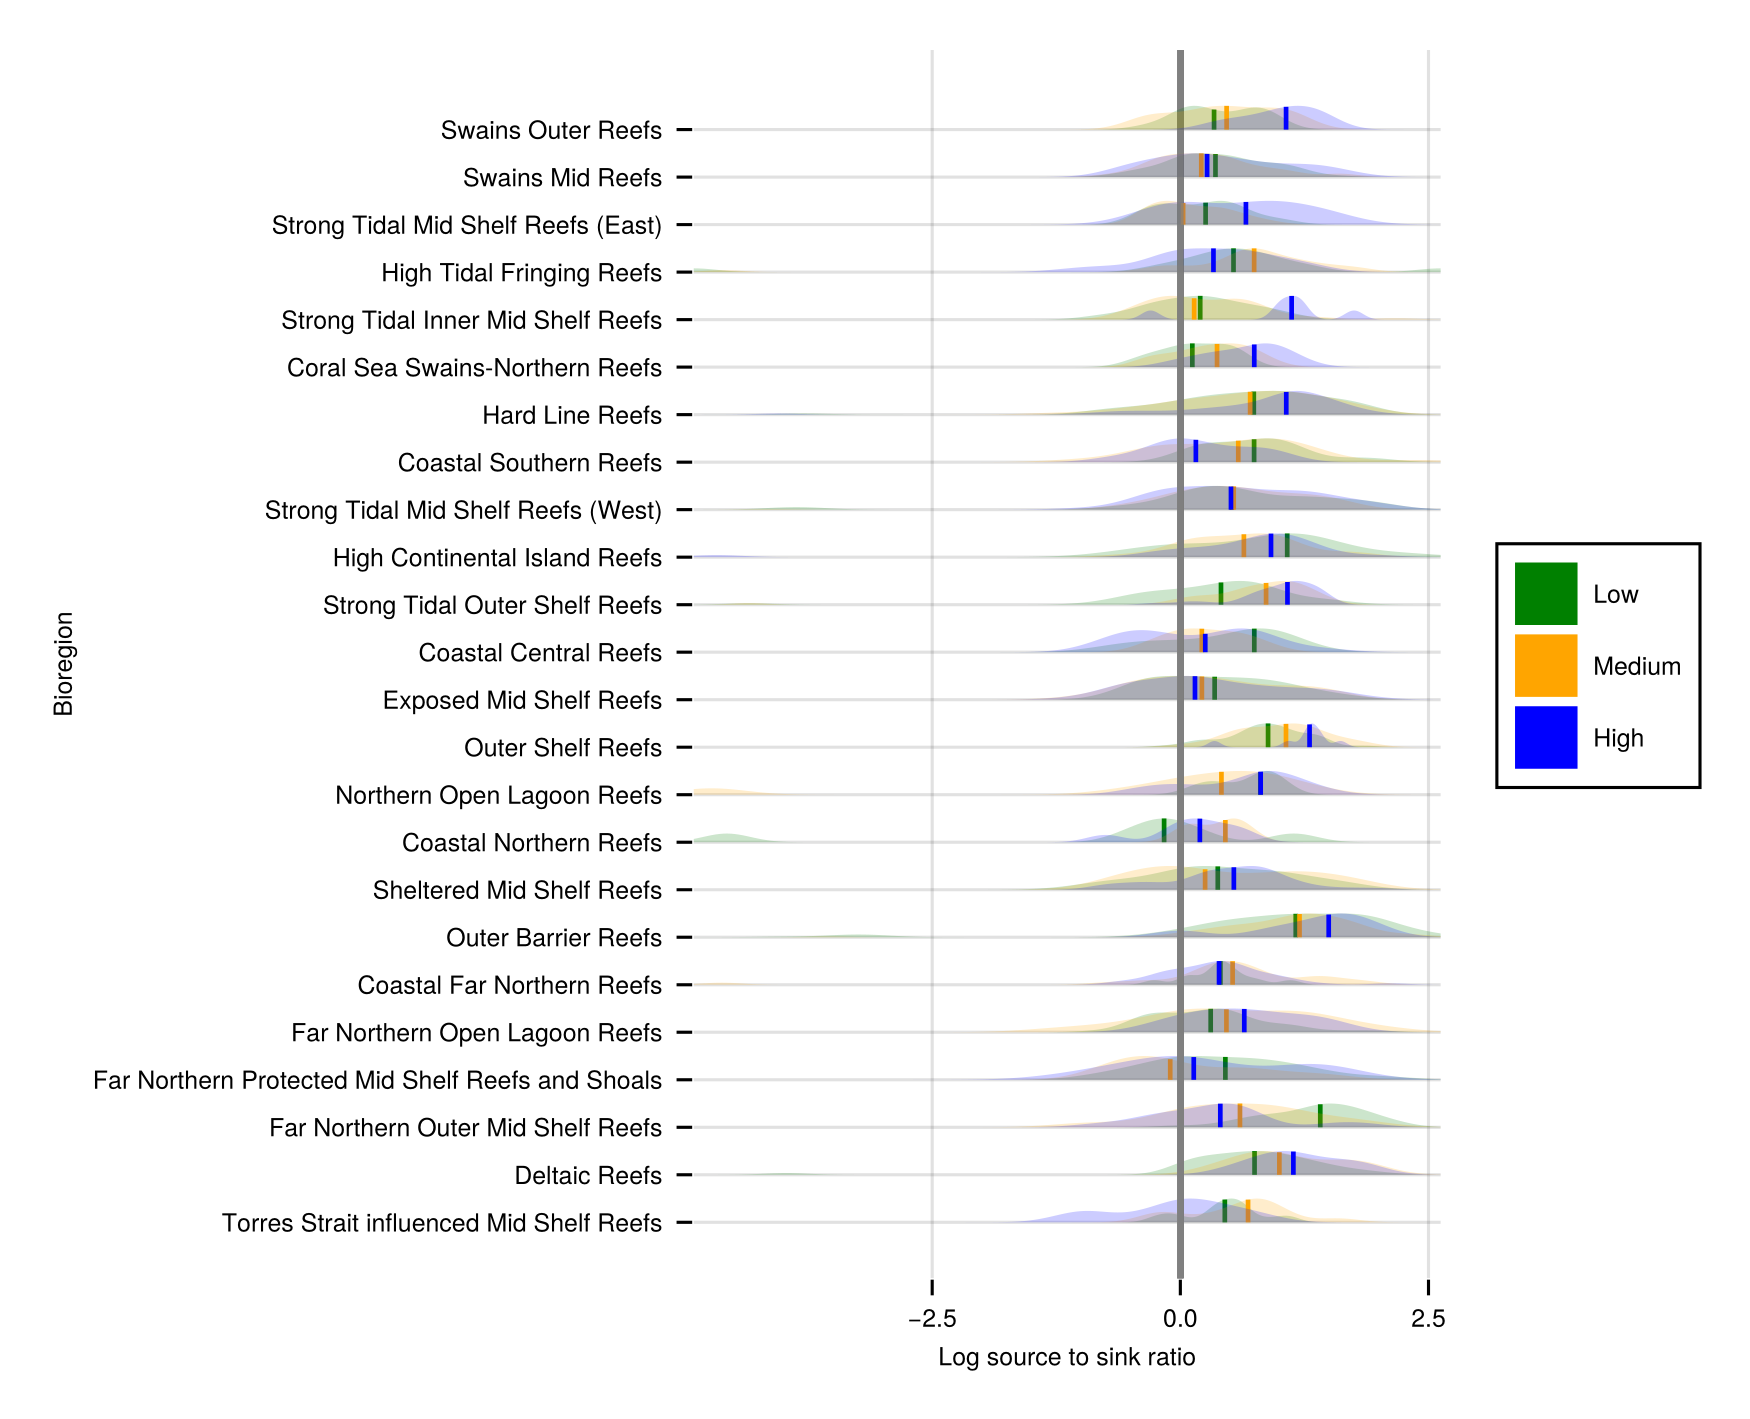 Swains Outer Reefs
Swains Mid Reefs
Strong Tidal Mid Shelf Reefs (East)
High Tidal Fringing Reefs
Strong Tidal Inner Mid Shelf Reefs
Coral Sea Swains-Northern Reefs
Hard Line Reefs
Coastal Southern Reefs
Strong Tidal Mid Shelf Reefs (West)
High Continental Island Reefs
Strong Tidal Outer Shelf Reefs
Coastal Central Reefs
Exposed Mid Shelf Reefs
Outer Shelf Reefs
Northern Open Lagoon Reefs
Coastal Northern Reefs
Sheltered Mid Shelf Reefs
Outer Barrier Reefs
Coastal Far Northern Reefs
Far Northern Open Lagoon Reefs
Far Northern Protected Mid Shelf Reefs and Shoals
Far Northern Outer Mid Shelf Reefs
Deltaic Reefs
Torres Strait influenced Mid Shelf Reefs
Bioregion
−2.5 0.0 2.5
Log source to sink ratio
Low
Medium
High